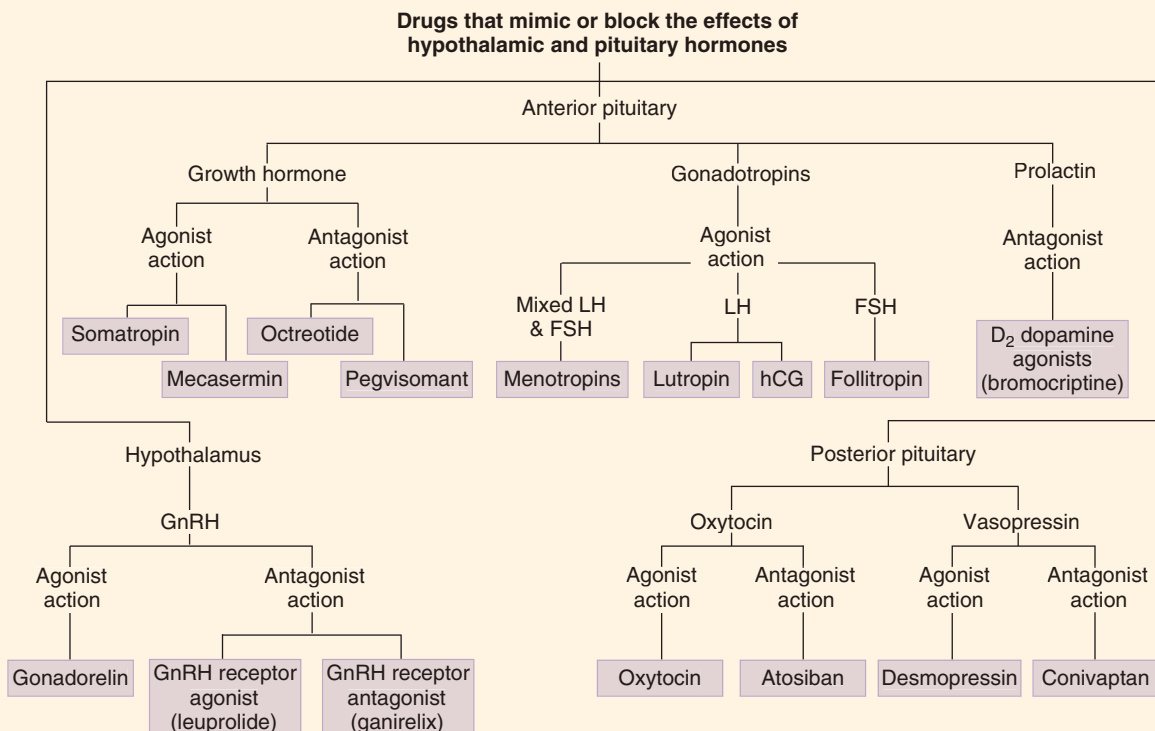 Drugs that mimic or block the effects of
hypothalamic and pituitary hormones
Anterior pituitary
Growth hormone
Agonist
action
Somatropin
Mecasermin
Antagonist
action
Octreotide
Pegvisomant
Gonadotropins
Agonist
action
Mixed LH
& FSH
Menotropins
LH
Lutropin
hCG
FSH
Follitropin
Prolactin
Antagonist
action
D₂ dopamine
agonists
(bromocriptine)
Hypothalamus
GnRH
Agonist
action
Gonadorelin
Antagonist
action
GnRH receptor
agonist
(leuprolide)
GnRH receptor
antagonist
(ganirelix)
Posterior pituitary
Oxytocin
Agonist
action
Oxytocin
Antagonist
action
Atosiban
Vasopressin
Agonist
action
Desmopressin
Antagonist
action
Conivaptan